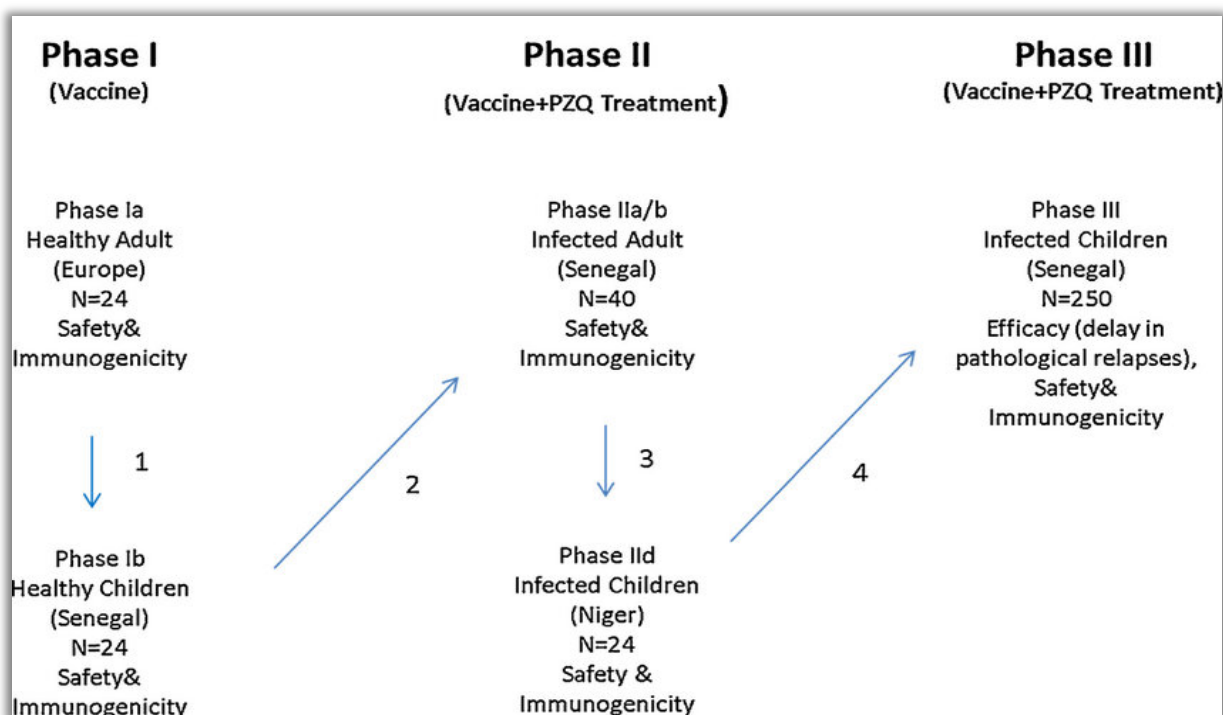 Phase I
(Vaccine)
Phase Ia
Healthy Adult
(Europe)
N=24
Safety&
Immunogenicity
1
Phase Ib
Healthy Children
(Senegal)
N=24
Safety&
Immunogenicity
2
Phase II
(Vaccine+PZQ Treatment)
Phase IIa/b
Infected Adult
(Senegal)
N=40
Safety&
Immunogenicity
3
Phase IId
Infected Children
(Niger)
N=24
Safety &
Immunogenicity
4
Phase III
(Vaccine+PZQ Treatment)
Phase III
Infected Children
(Senegal)
N=250
Efficacy (delay in
pathological relapses),
Safety&
Immunogenicity